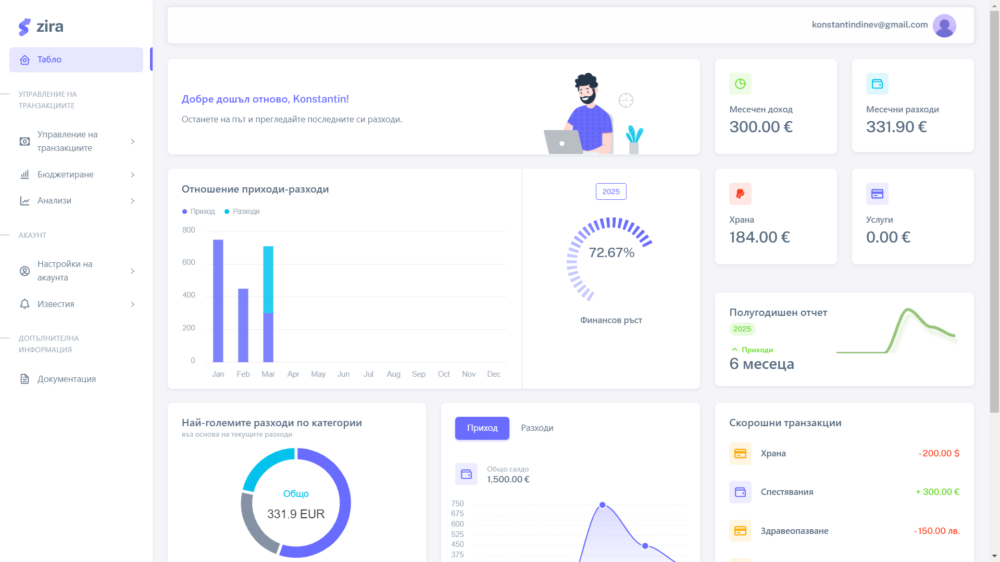 zira
Табло
УПРАВЛЕНИЕ НА
ТРАНЗАКЦИИТЕ
Управление на
транзакциите
Бюджетиране
Анализи
АКАУНТ
Настройки на
акаунта
Известия
ДОПЪЛНИТЕЛНА
ИНФОРМАЦИЯ
Документация
konstantindinev@gmail.com
Добре дошъл отново, Konstantin!
Останете на път и прегледайте последните си разходи.
Месечен доход
300.00 €
Месечни разходи
331.90 €
Отношение приходи-разходи
Приход
Разходи
800
600
400
200
0
Jan Feb Mar Apr May Jun Jul Aug Sep Oct Nov Dec
2025
72.67%
Финансов ръст
Храна
184.00 €
Услуги
0.00 €
Полугодишен отчет
2025
Приходи
6 месеца
Най-големите разходи по категории
въз основа на текущите разходи
Общо
331.9 EUR
Приход
Разходи
Общо салдо
1,500.00 €
750
675
600
525
450
375
Скорошни транзакции
Храна
-200.00 $
Спестявания
+ 300.00 €
Здравеопазване
-150.00 лв.